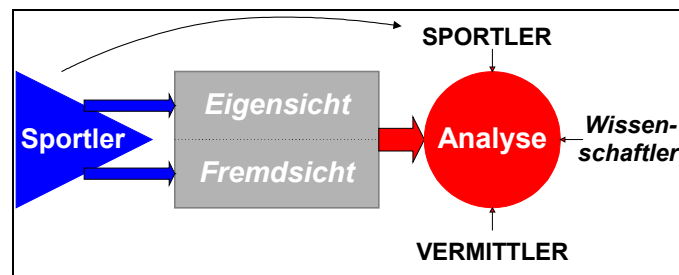 SPORTLER
Eigensicht
Sportler
Analyse
Wissen-
schaftler
Fremdsicht
VERMITTLER